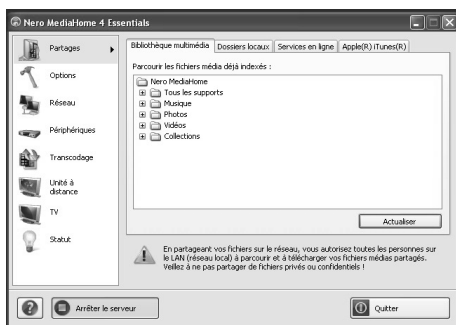 Nero MediaHome 4 Essentials
Partages
Options
Réseau
Périphériques
Transcodage
Unité à
distance
TV
Statut
Bibliothèque multimédia
Dossiers locaux
Services en ligne
Apple(R) iTunes(R)
Parcourir les fichiers média déjà indexés :
Nero MediaHome
Tous les supports
Musique
Photos
Vidéos
Collections
Actualiser
En partageant vos fichiers sur le réseau, vous autorisez toutes les personnes sur
le LAN (réseau local) à parcourir et à télécharger vos fichiers médias partagés.
Veillez à ne pas partager de fichiers privés ou confidentiels !
Arrêter le serveur
Quitter